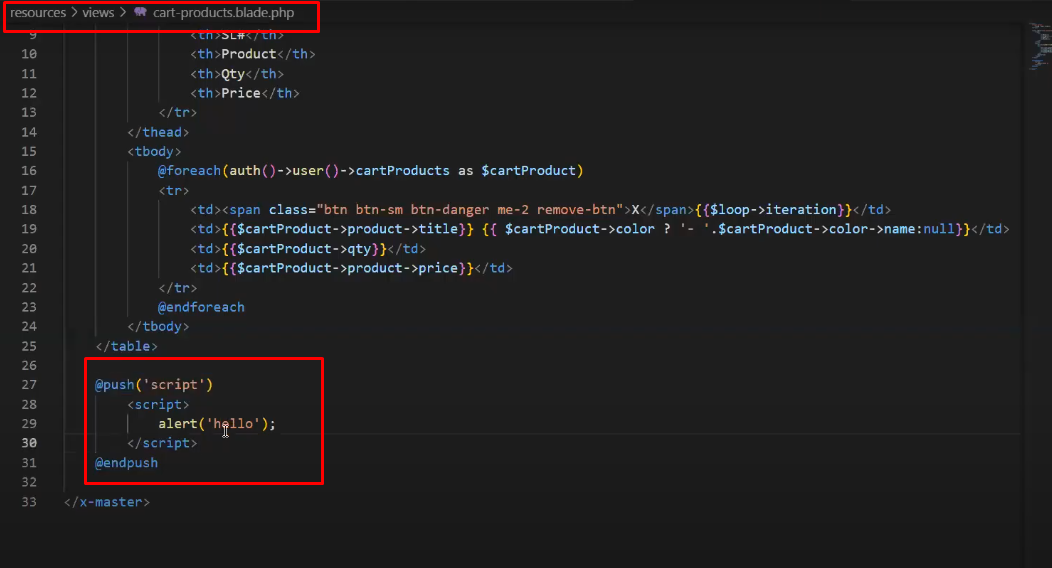 resources > views > cart-products.blade.php
9 <th>SL#</th>
10 <th>Product</th>
11 <th>Qty</th>
12 <th>Price</th>
13 </tr>
14 </thead>
15 <tbody>
16 @foreach(auth()->user()->cartProducts as $cartProduct)
17 <tr>
18 <td><span class="btn btn-sm btn-danger me-2 remove-btn">X</span>{{$loop->iteration}}</td>
19 <td>{{$cartProduct->product->title}} {{ $cartProduct->color ? '- '.$cartProduct->color->name:null}}</td>
20 <td>{{$cartProduct->qty}}</td>
21 <td>{{$cartProduct->product->price}}</td>
22 </tr>
23 @endforeach
24 </tbody>
25 </table>
26
27 @push('script')
28 <script>
29 alert('hello');
30 </script>
31 @endpush
32
33 </x-master>